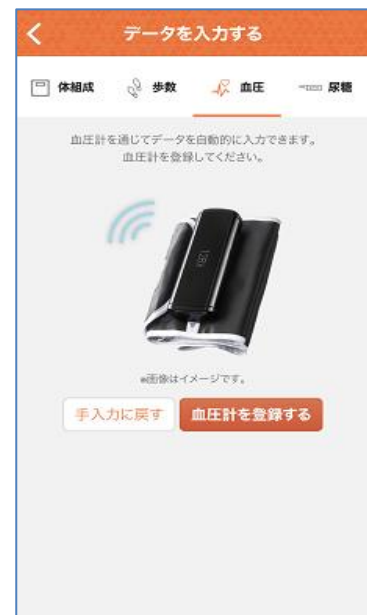 データを入力する
体組成 歩数 血圧 尿糖
血圧計を通じてデータを自動的に入力できます。
血圧計を登録してください。
128
※画像はイメージです。
手入力に戻す 血圧計を登録する